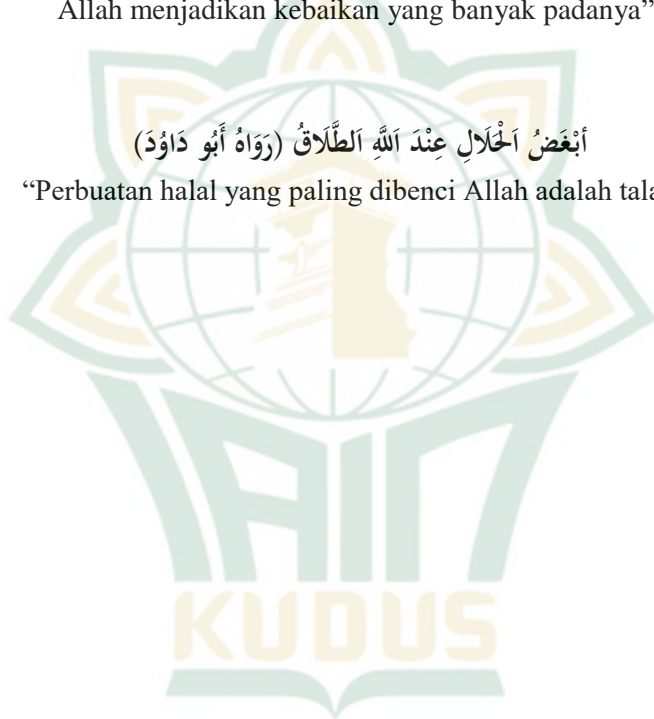 Allah menjadikan kebaikan yang banyak padanya”
أَبْغَضُ اَلْحَلَالِ عِنْدَ اَللَّهِ اَلطَّلَاقُ (رَوَاهُ أَبُو دَاوُدَ)
“Perbuatan halal yang paling dibenci Allah adalah
IAIN
KUDUS